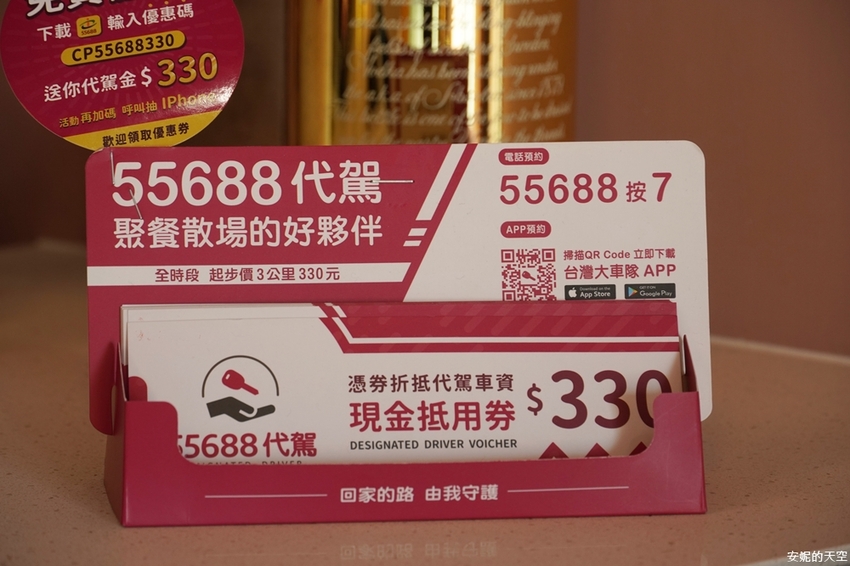 下載 輸入優惠碼
CP55688330
送你代駕金$330
活動再加碼 呼叫抽 iPhone
歡迎領取優惠券
55688代駕
聚餐散場的好夥伴
全時段 起步價3公里330元
電話預約
55688按7
APP預約
掃描QR Code 立即下載
台灣大車隊 APP
Download on the App Store
GET IT ON Google Play
憑券折抵代駕車資
現金抵用券 $330
DESIGNATED DRIVER VOICHER
55688代駕
回家的路 由我守護
安妮的天空